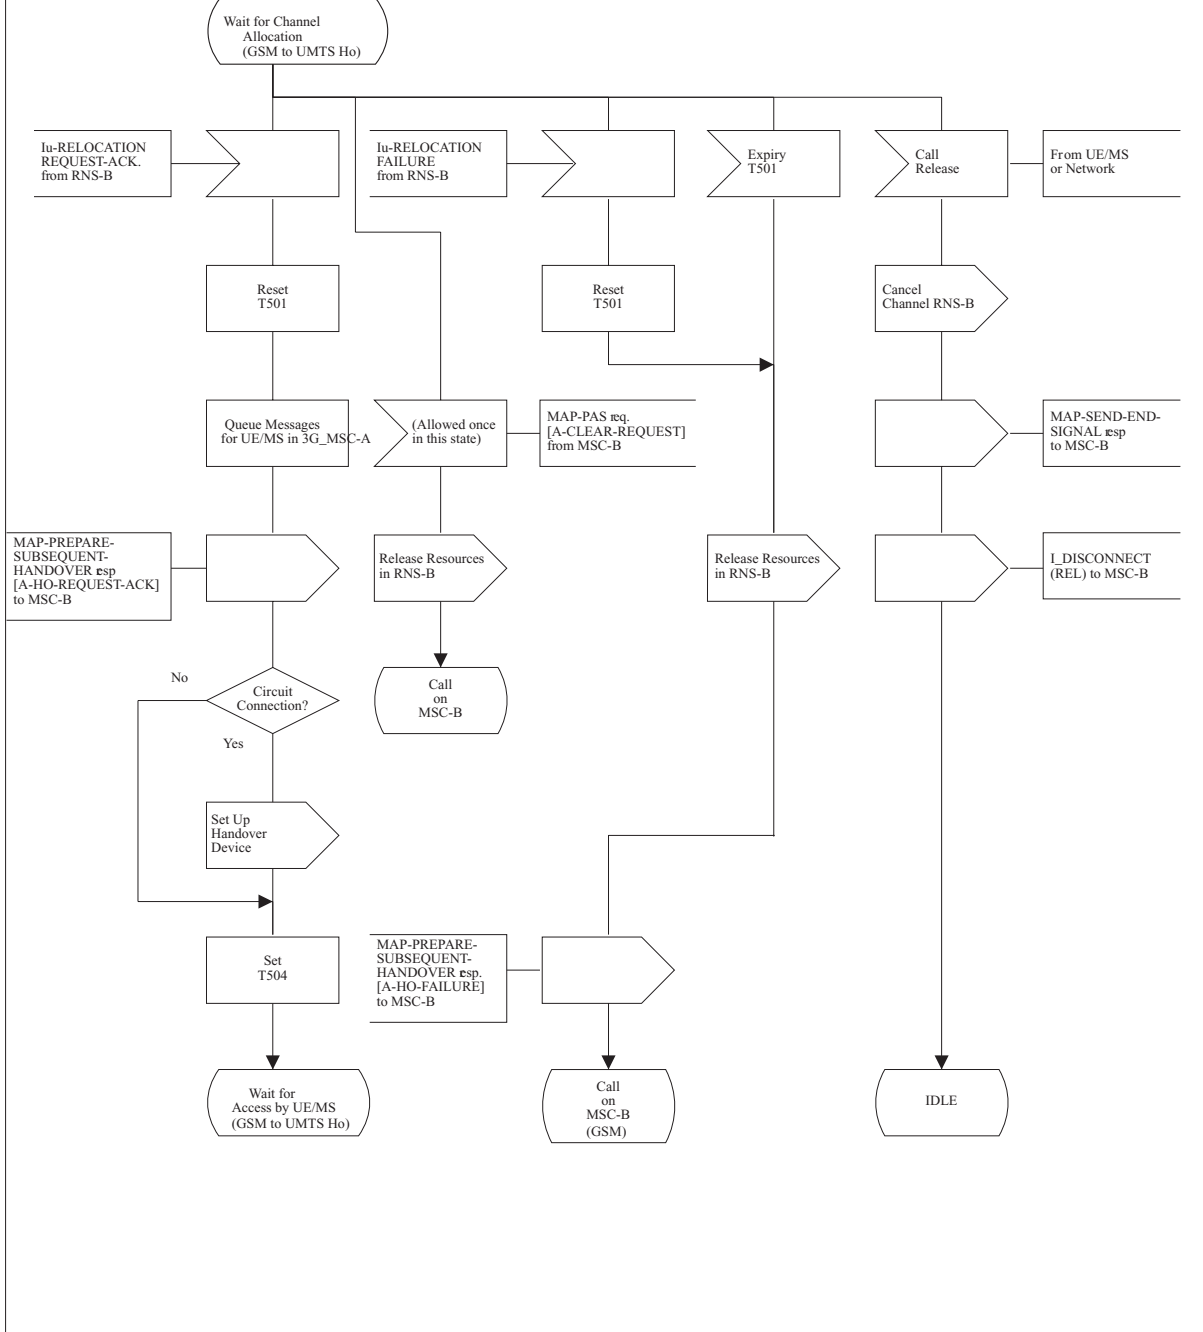 Wait for Channel
Allocation
(GSM to UMTS Ho)
Iu-RELOCATION
REQUEST-ACK.
from RNS-B
Iu-RELOCATION
FAILURE
from RNS-B
Expiry
T501
Call
Release
From UE/MS
or Network
Reset
T501
Reset
T501
Cancel
Channel RNS-B
Queue Messages
for UE/MS in 3G_MSC-A
(Allowed once
in this state)
MAP-PAS req.
[A-CLEAR-REQUEST]
from MSC-B
MAP-SEND-END-
SIGNAL resp
to MSC-B
MAP-PREPARE-
SUBSEQUENT-
HANDOVER resp
[A-HO-REQUEST-ACK]
to MSC-B
Release Resources
in RNS-B
Release Resources
in RNS-B
I_DISCONNECT
(REL) to MSC-B
No
Circuit
Connection?
Yes
Call
on
MSC-B
Set Up
Handover
Device
Set
T504
MAP-PREPARE-
SUBSEQUENT-
HANDOVER resp.
[A-HO-FAILURE]
to MSC-B
Wait for
Access by UE/MS
(GSM to UMTS Ho)
Call
on
MSC-B
(GSM)
IDLE